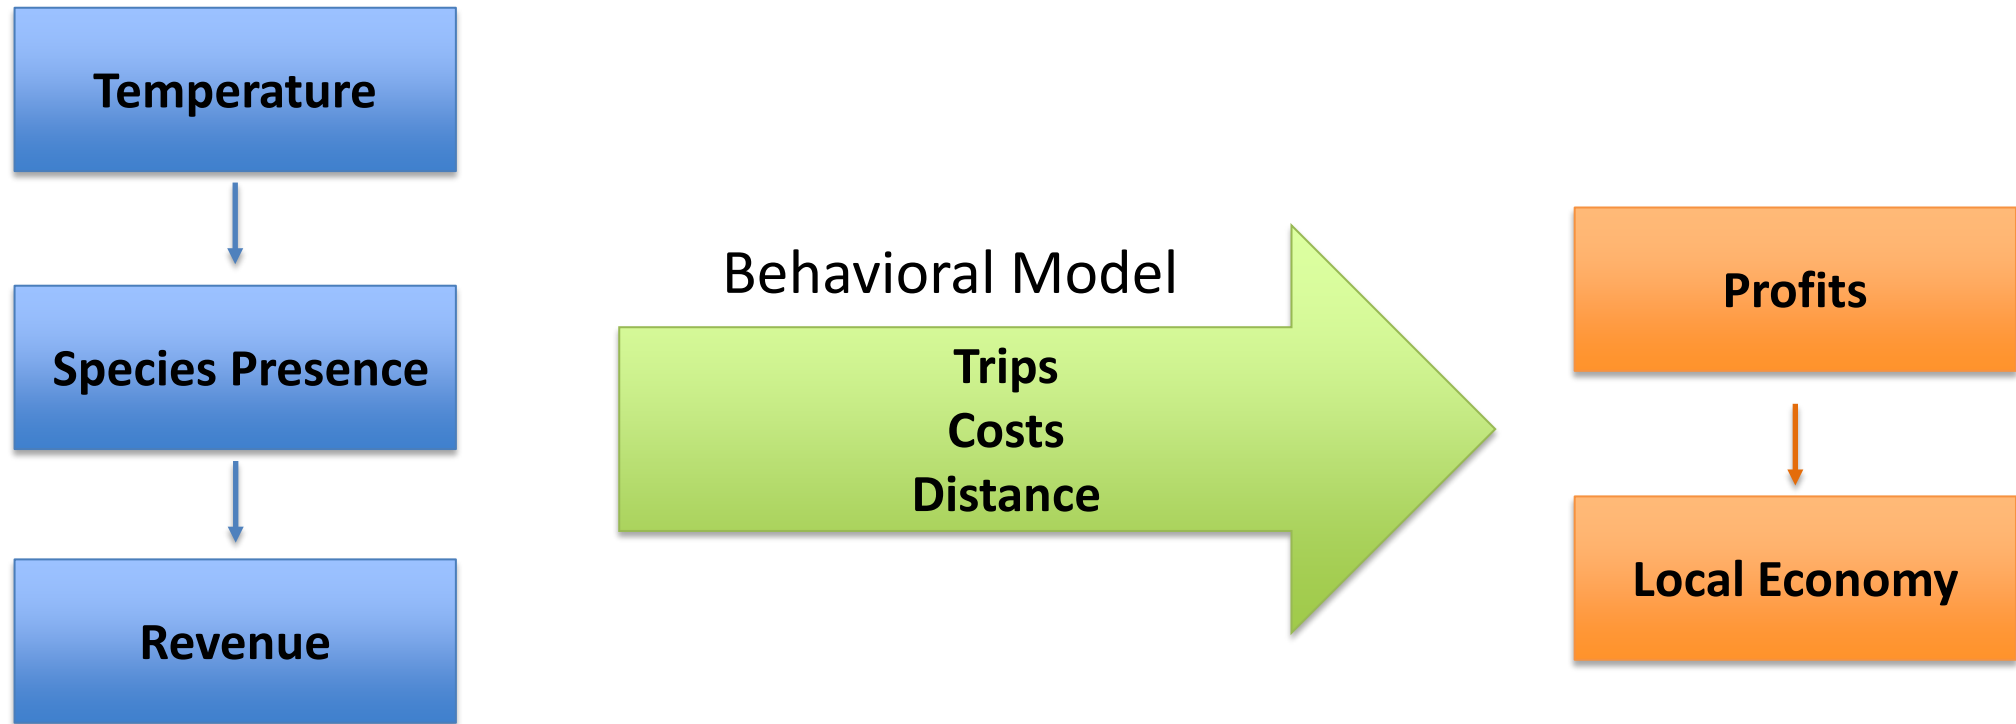 Temperature
Species Presence
Revenue
Behavioral Model
Trips
Costs
Distance
Profits
Local Economy